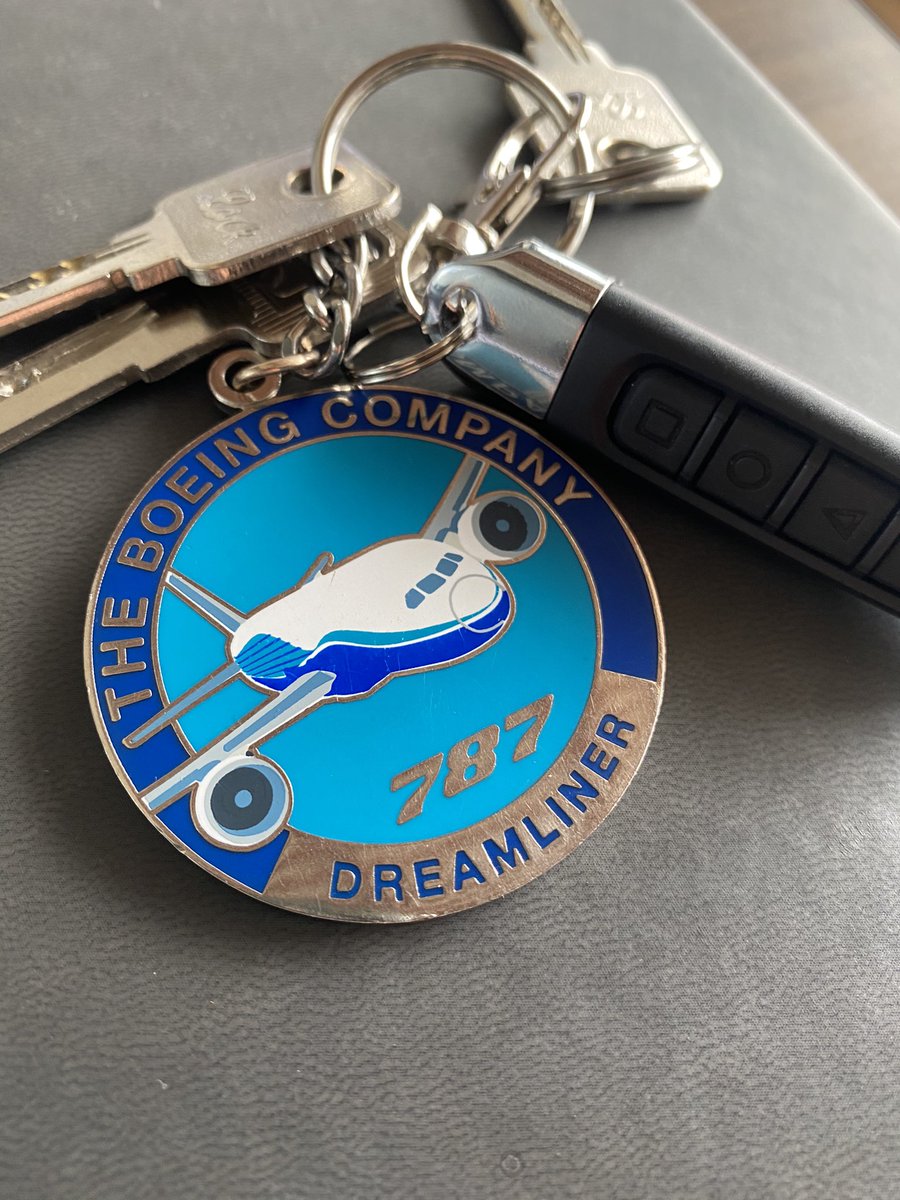 THE BOEING COMPANY
787
DREAMLINER